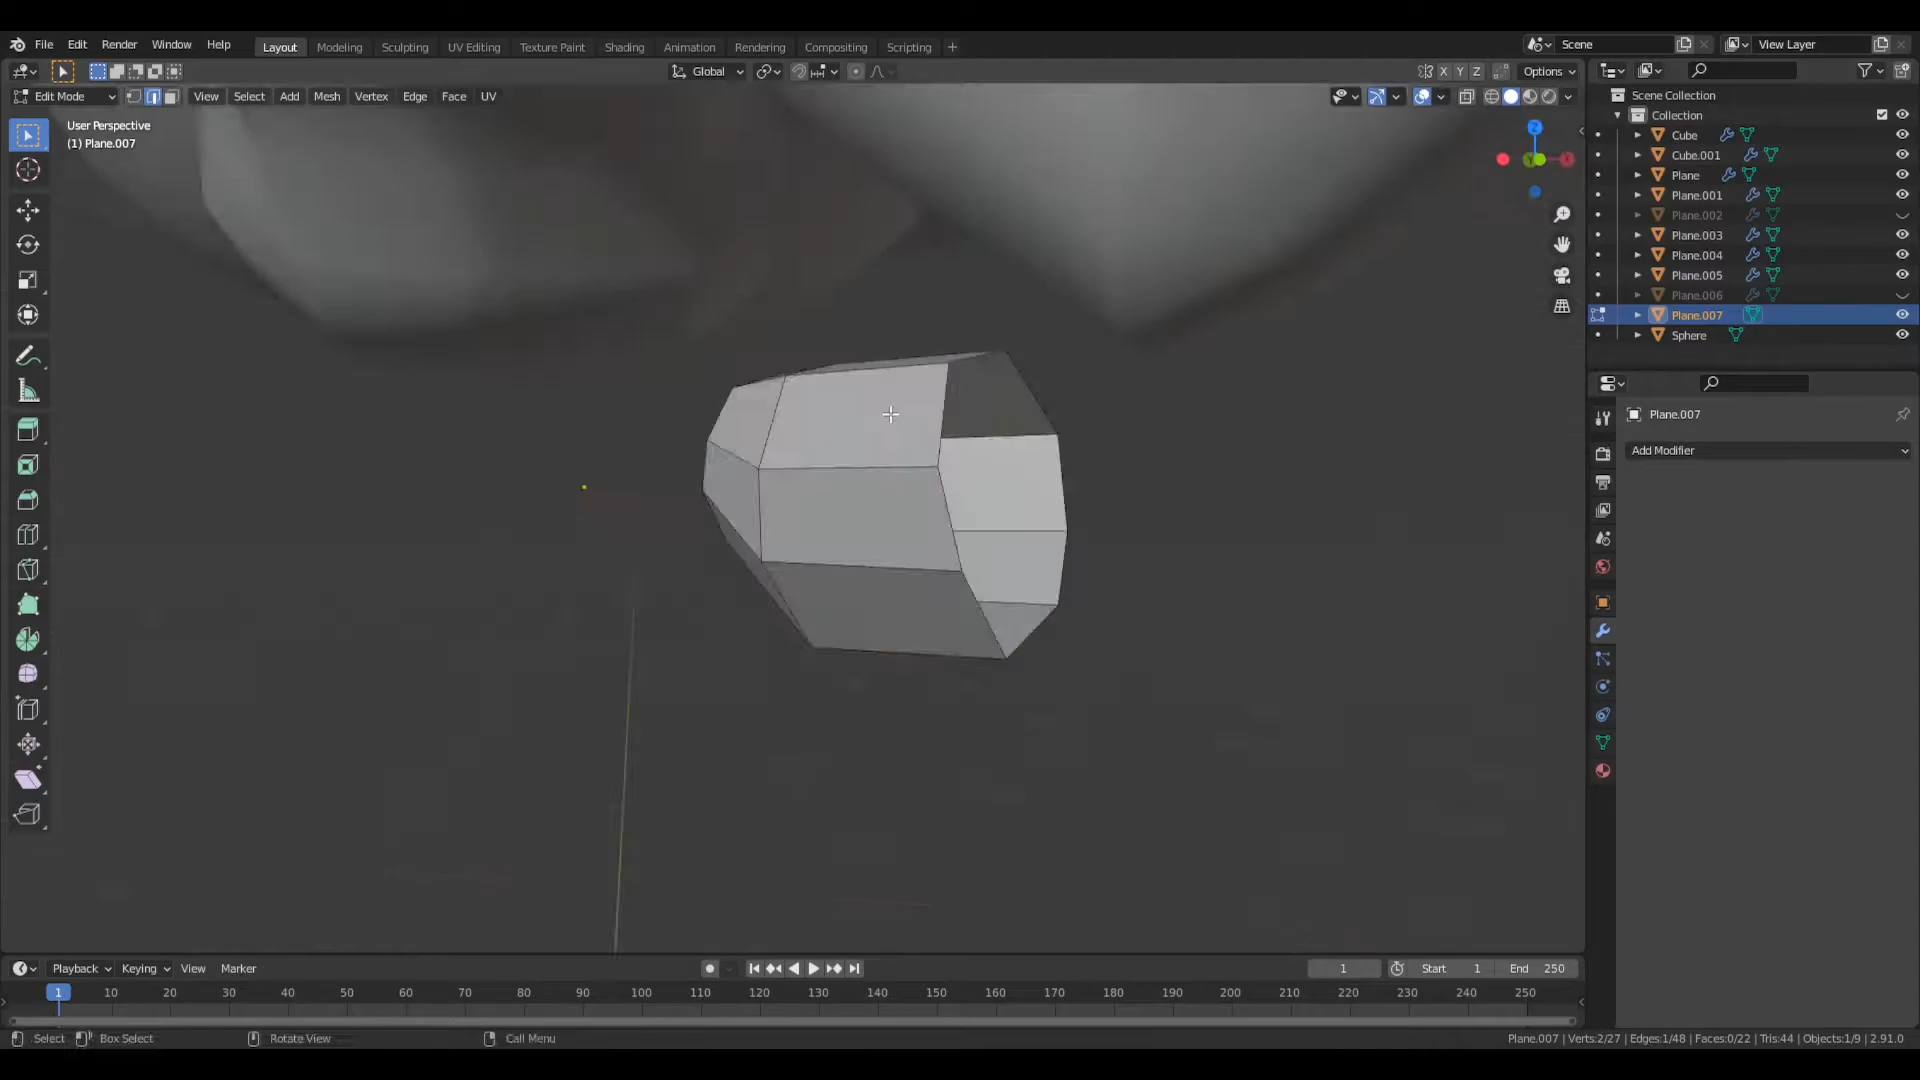 File Edit Render Window Help Layout Modeling Sculpting UV Editing Texture Paint Shading Animation Rendering Compositing Scripting + Scene View Layer
Global X Y Z Options
Edit Mode View Select Add Mesh Vertex Edge Face UV
User Perspective
(1) Plane.007
Z
X
Y
Scene Collection
Collection
Cube
Cube.001
Plane
Plane.001
Plane.002
Plane.003
Plane.004
Plane.005
Plane.006
Plane.007
Sphere
Plane.007
Add Modifier
Playback Keying View Marker 1 Start 1 End 250
1 10 20 30 40 50 60 70 80 90 100 110 120 130 140 150 160 170 180 190 200 210 220 230 240 250
Select Box Select Rotate View Call Menu Plane.007 | Verts:2/27 | Edges:1/48 | Faces:0/22 | Tris:44 | Objects:1/9 | 2.91.0